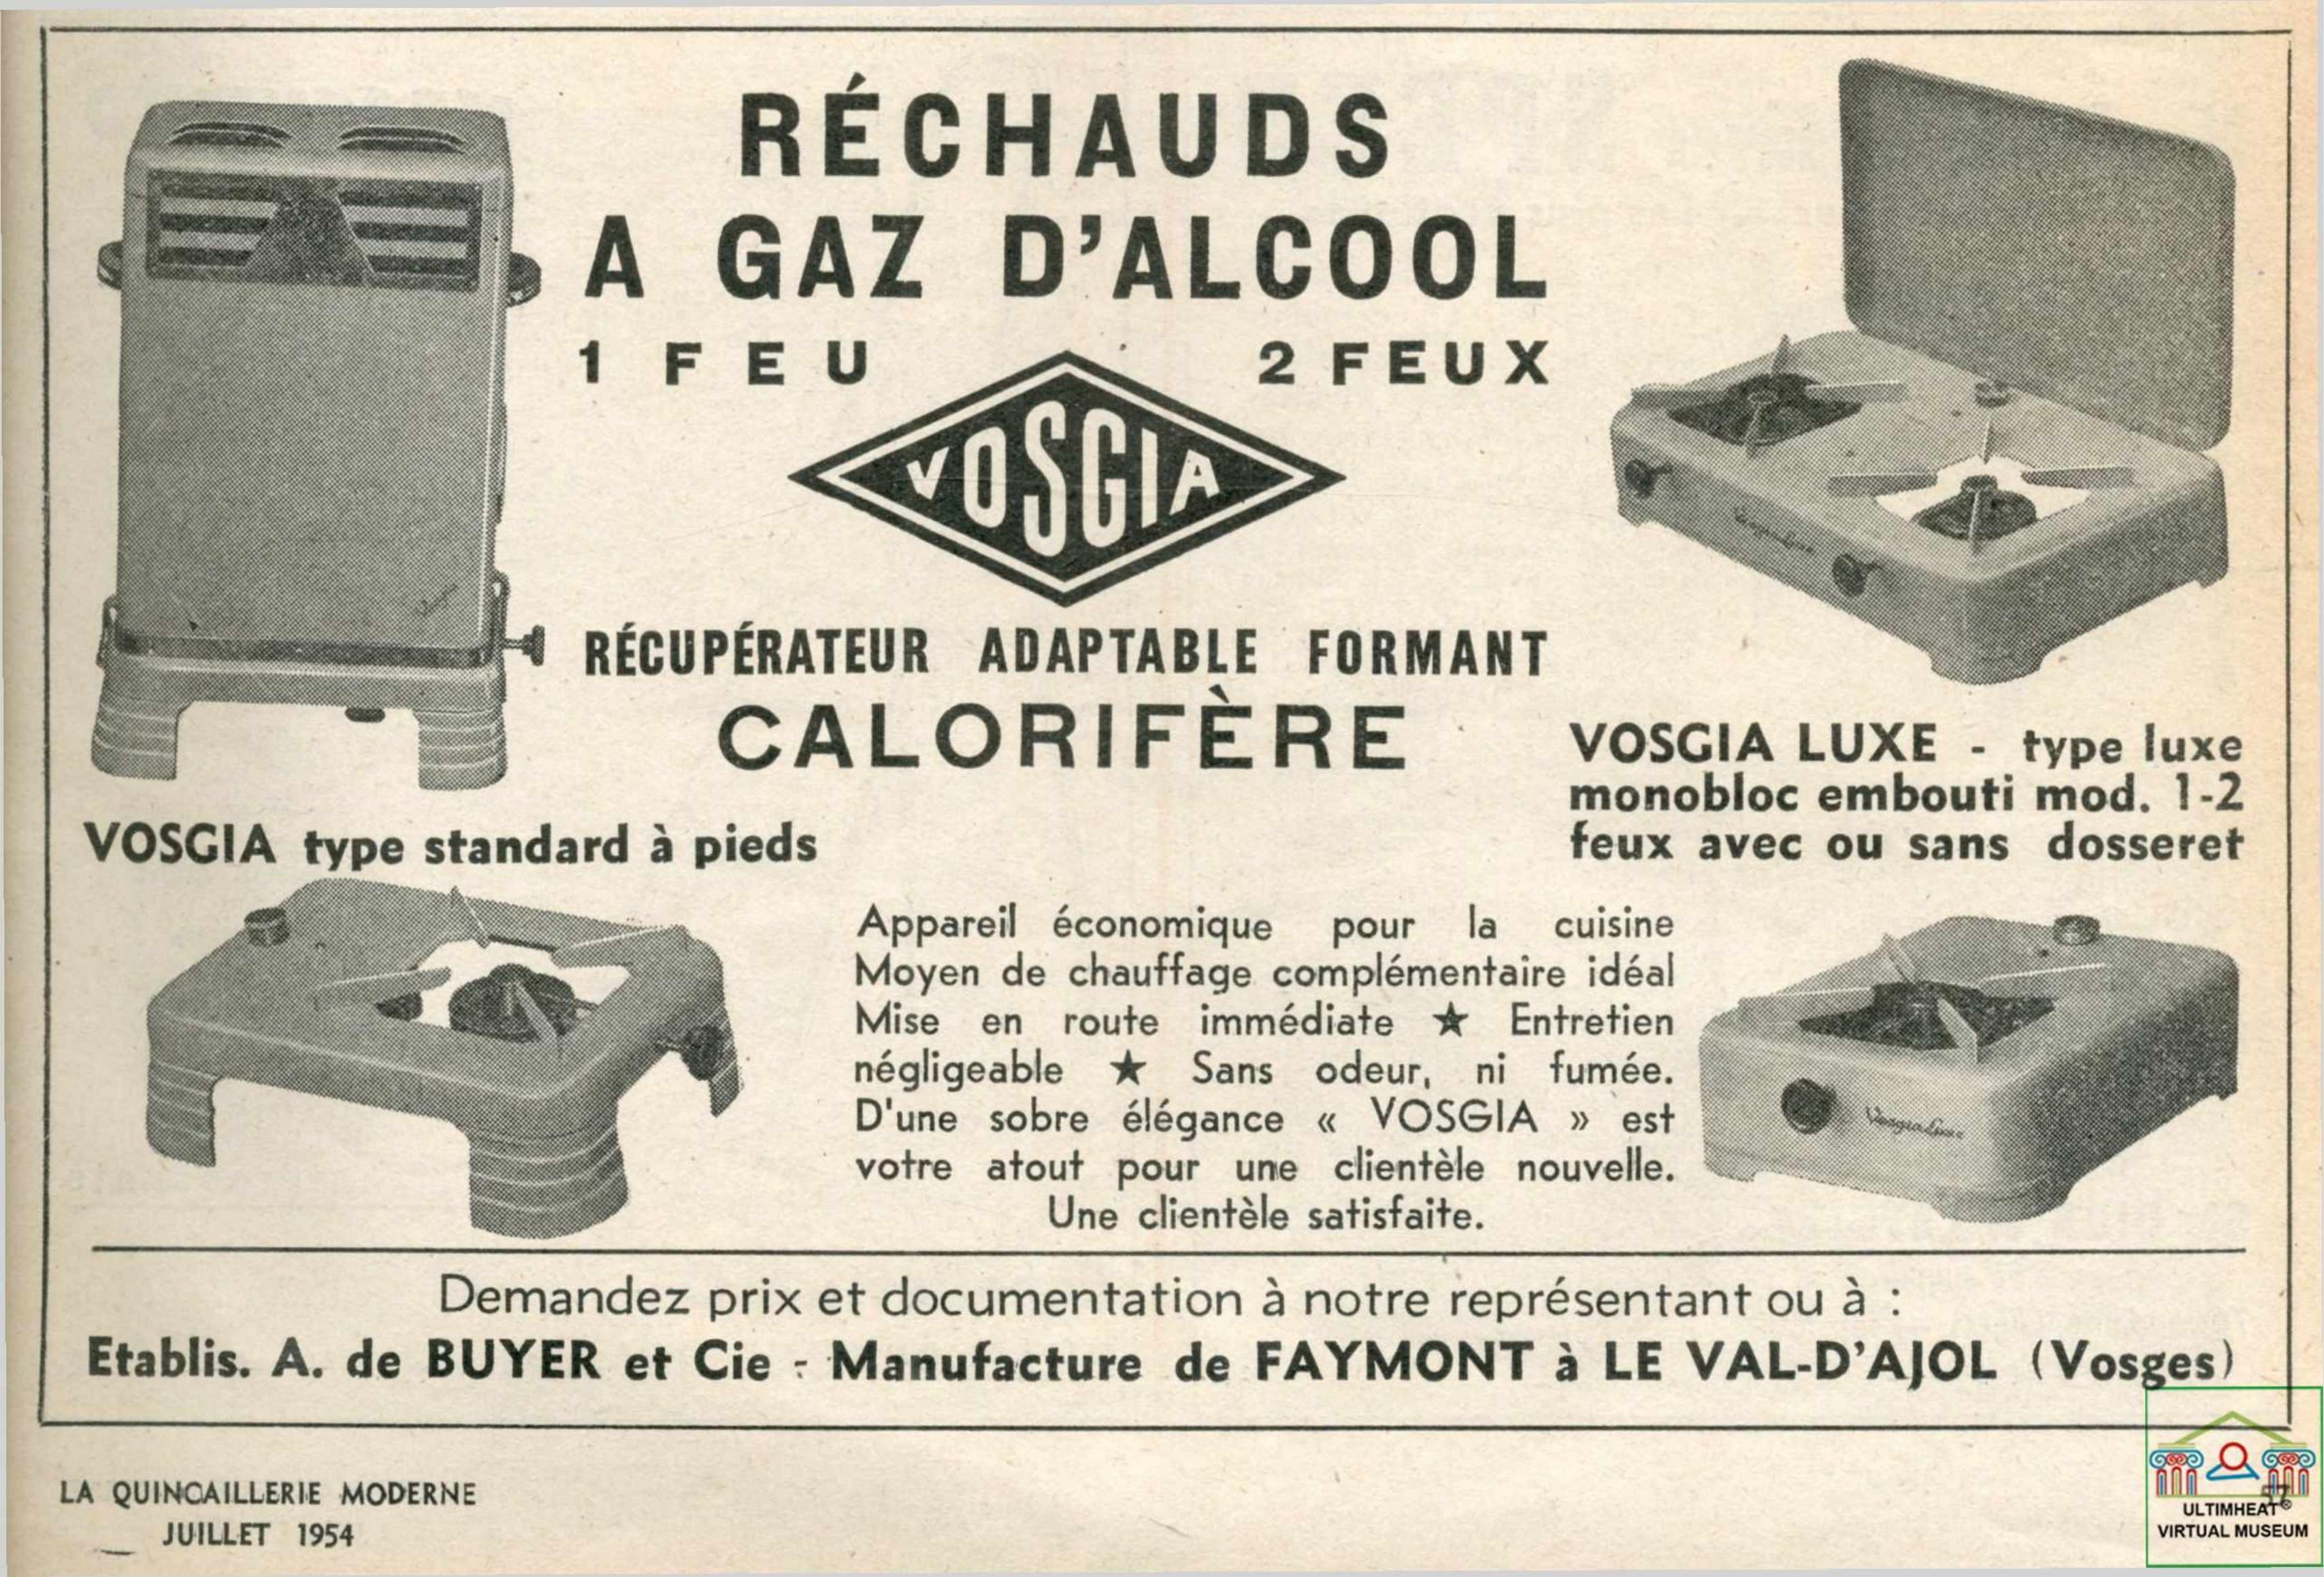 RÉCHAUDS
A GAZ D'ALCOOL
1 FEU 2 FEUX
VOSGIA
RÉCUPÉRATEUR ADAPTABLE FORMANT
CALORIFÈRE
VOSGIA LUXE - type luxe
monobloc embouti mod. 1-2
feux avec ou sans dosseret
VOSGIA type standard à pieds
Appareil économique pour la cuisine
Moyen de chauffage complémentaire idéal
Mise en route immédiate ★ Entretien
négligeable ★ Sans odeur, ni fumée.
D'une sobre élégance « VOSGIA » est
votre atout pour une clientèle nouvelle.
Une clientèle satisfaite.
Vosgia Luxe
Vosgia Luxe
Demandez prix et documentation à notre représentant ou à :
Etablis. A. de BUYER et Cie - Manufacture de FAYMONT à LE VAL-D'AJOL (Vosges)
LA QUINCAILLERIE MODERNE
JUILLET 1954
ULTIMHEAT®
VIRTUAL MUSEUM